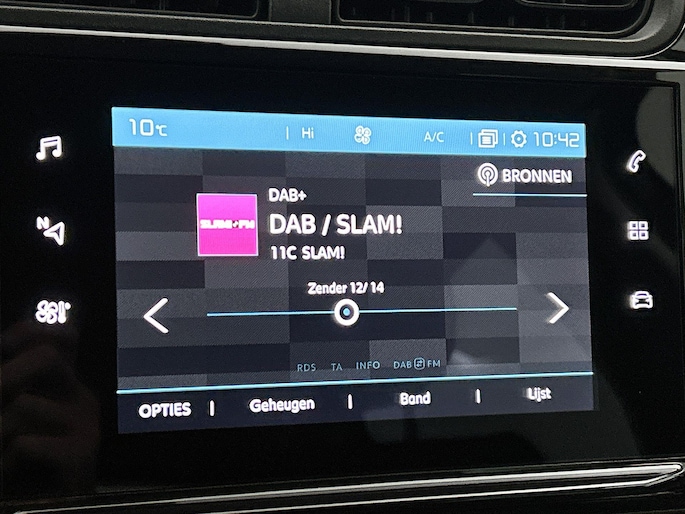 10°C Hi A/C 10:42
BRONNEN
DAB+
SLAM!FM
DAB / SLAM!
11C SLAM!
Zender 12/ 14
N
RDS TA INFO DAB FM
OPTIES Geheugen Band Lijst